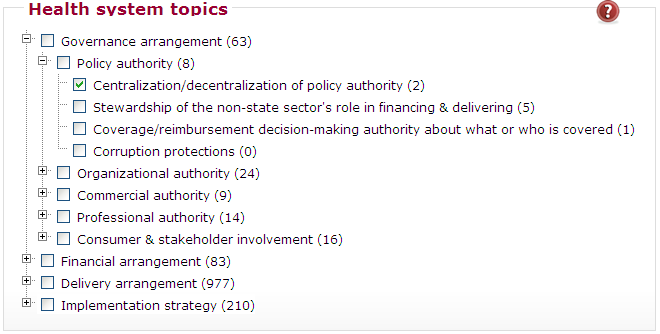 Health system topics
?
Governance arrangement (63)
Policy authority (8)
Centralization/decentralization of policy authority (2)
Stewardship of the non-state sector's role in financing & delivering (5)
Coverage/reimbursement decision-making authority about what or who is covered (1)
Corruption protections (0)
Organizational authority (24)
Commercial authority (9)
Professional authority (14)
Consumer & stakeholder involvement (16)
Financial arrangement (83)
Delivery arrangement (977)
Implementation strategy (210)